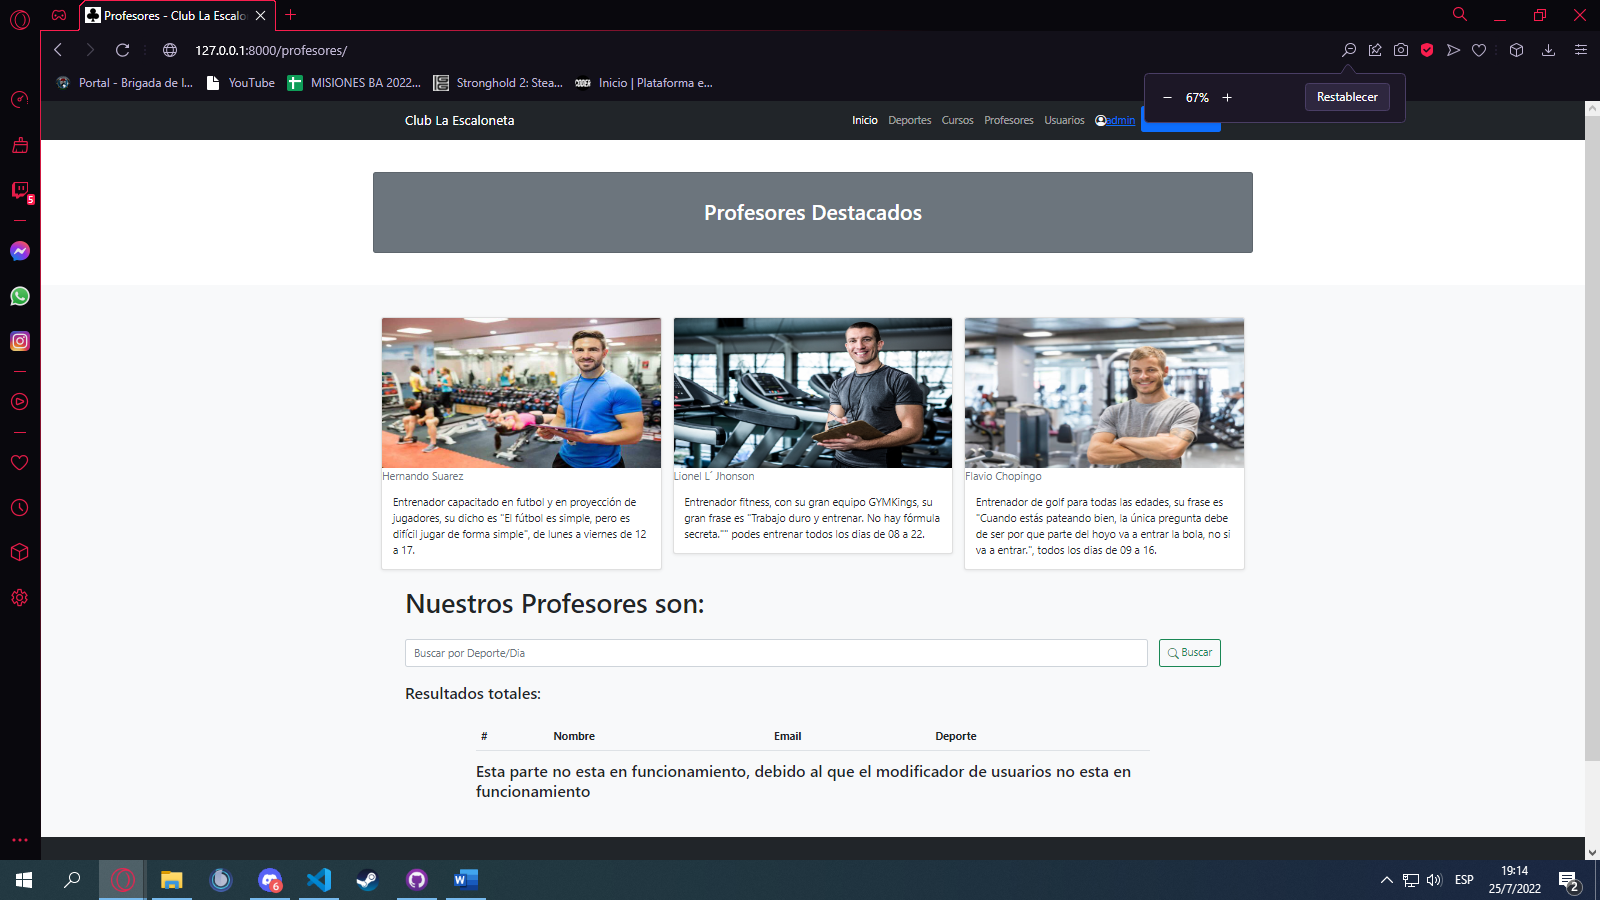 Profesores - Club La Escalo
127.0.0.1:8000/profesores/
Portal - Brigada de l...
YouTube
MISIONES BA 2022...
Stronghold 2: Stea...
CODER
Inicio | Plataforma e...
67%
Restablecer
5
Club La Escaloneta
Inicio
Deportes
Cursos
Profesores
Usuarios
admin
Profesores Destacados
Hernando Suarez
Entrenador capacitado en futbol y en proyección de
jugadores, su dicho es "El fútbol es simple, pero es
difícil jugar de forma simple", de lunes a viernes de 12
a 17.
Lionel L´ Jhonson
Entrenador fitness, con su gran equipo GYMKings, su
gran frase es "Trabajo duro y entrenar. No hay fórmula
secreta."" podes entrenar todos los dias de 08 a 22.
Flavio Chopingo
Entrenador de golf para todas las edades, su frase es
"Cuando estás pateando bien, la única pregunta debe
de ser por que parte del hoyo va a entrar la bola, no si
va a entrar.", todos los dias de 09 a 16.
Nuestros Profesores son:
Buscar por Deporte/Dia
Buscar
Resultados totales:
# Nombre Email Deporte
Esta parte no esta en funcionamiento, debido al que el modificador de usuarios no esta en
funcionamiento
6
ESP
19:14
25/7/2022
2